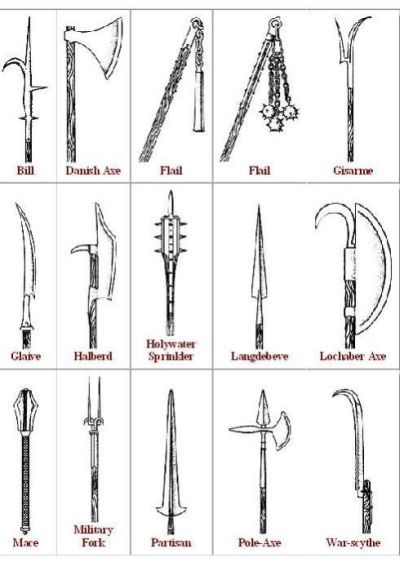 Bill
Danish Axe
Flail
Flail
Gisarme
Glaive
Halberd
Holywater
Sprinkler
Langdebeve
Lochaber Axe
Mace
Military
Fork
Partisan
Pole-Axe
War-scythe